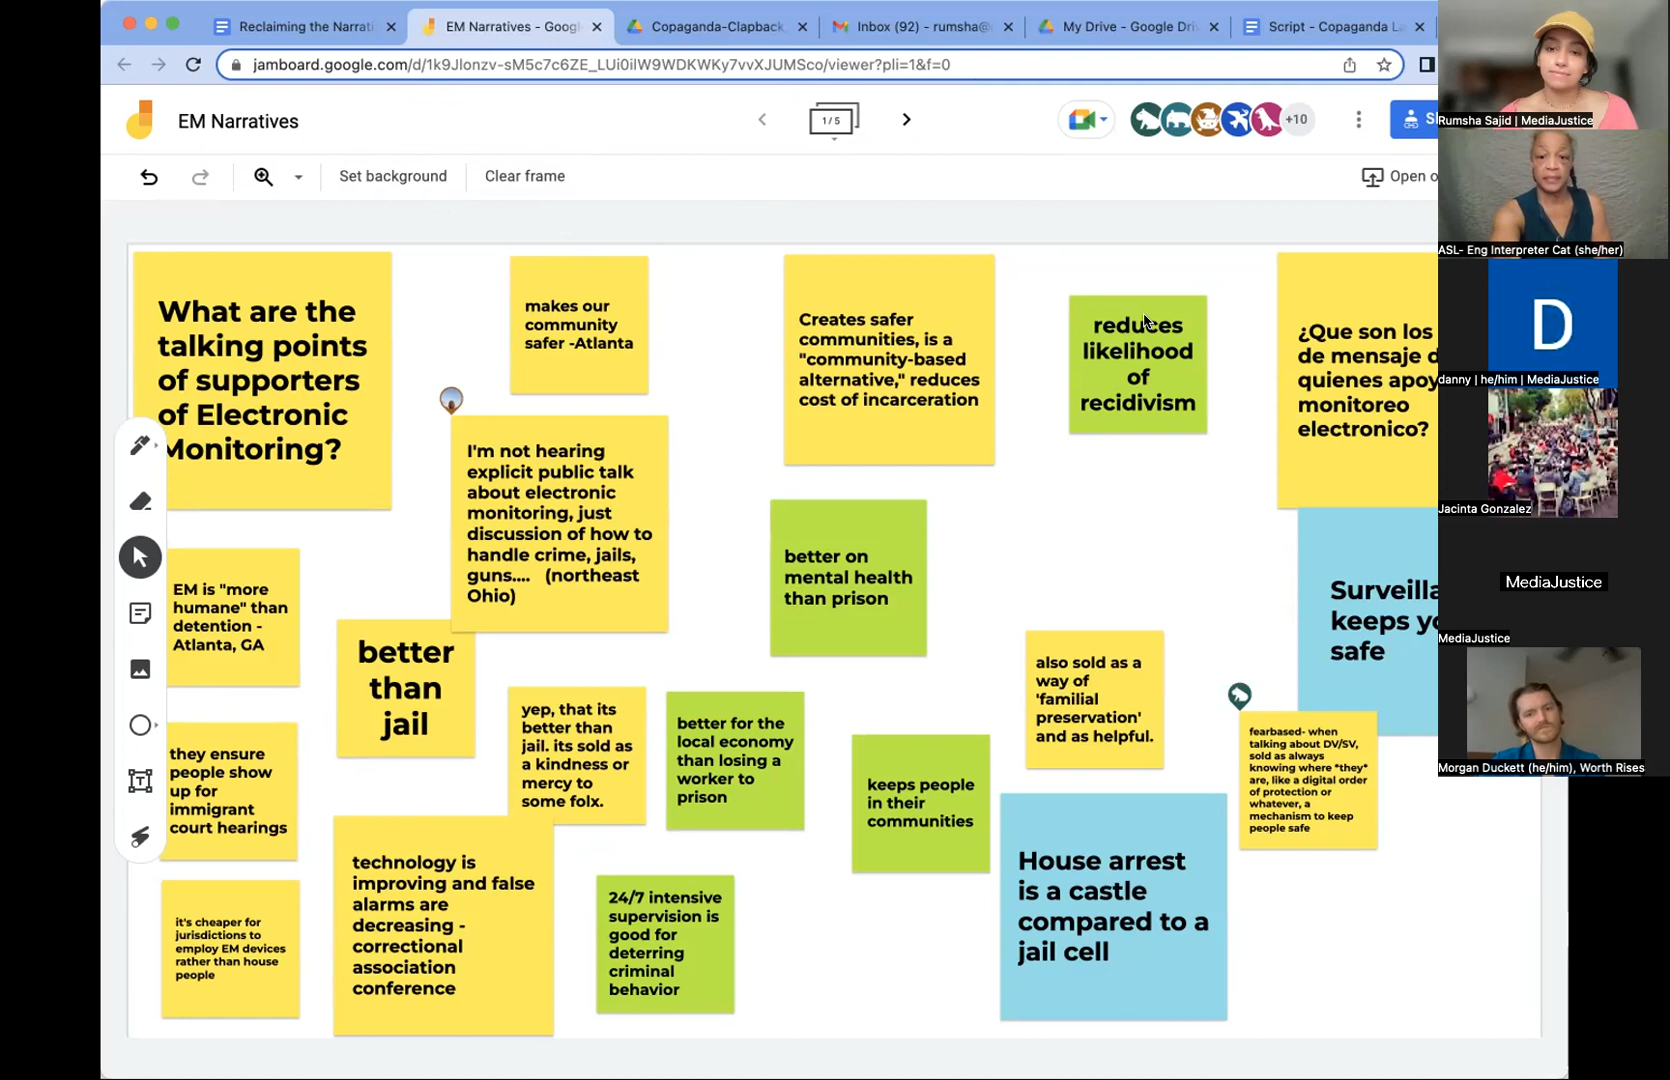 Reclaiming the Narrati
EM Narratives - Goog
Copaganda-Clapback
Inbox (92) - rumsha@
My Drive - Google Dri
Script - Copaganda La
jamboard.google.com/d/1k9Jlonzv-sM5c7c6ZE_LUi0ilW9WDKWKy7vvXJUMSco/viewer?pli=1&f=0
EM Narratives
1/5
+10
S
Set background
Clear frame
Open o
What are the
talking points
of supporters
of Electronic
Monitoring?
makes our
community
safer -Atlanta
Creates safer
communities, is a
"community-based
alternative," reduces
cost of incarceration
reduces
likelihood
of
recidivism
¿Que son los
de mensaje d
quienes apoy
monitoreo
electronico?
I'm not hearing
explicit public talk
about electronic
monitoring, just
discussion of how to
handle crime, jails,
guns.... (northeast
Ohio)
better on
mental health
than prison
Surveilla
keeps yo
safe
EM is "more
humane" than
detention -
Atlanta, GA
better
than
jail
yep, that its
better than
jail. its sold as
a kindness or
mercy to
some folx.
better for the
local economy
than losing a
worker to
prison
also sold as a
way of
'familial
preservation'
and as helpful.
fearbased- when
talking about DV/SV,
sold as always
knowing where *they*
are, like a digital order
of protection or
whatever, a
mechanism to keep
people safe
they ensure
people show
up for
immigrant
court hearings
keeps people
in their
communities
technology is
improving and false
alarms are
decreasing -
correctional
association
conference
24/7 intensive
supervision is
good for
deterring
criminal
behavior
House arrest
is a castle
compared to a
jail cell
it's cheaper for
jurisdictions to
employ EM devices
rather than house
people
Rumsha Sajid | MediaJustice
ASL- Eng Interpreter Cat (she/her)
D
danny | he/him | MediaJustice
Jacinta Gonzalez
MediaJustice
MediaJustice
Morgan Duckett (he/him), Worth Rises